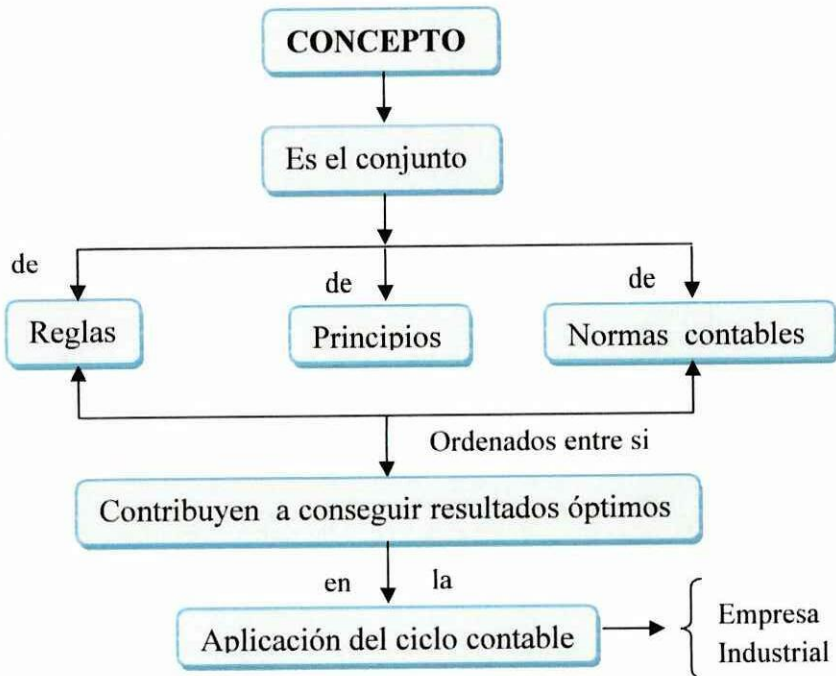 CONCEPTO
Es el conjunto
de
de
de
Reglas
Principios
Normas contables
Ordenados entre si
Contribuyen a conseguir resultados óptimos
en la
Aplicación del ciclo contable
Empresa
Industrial